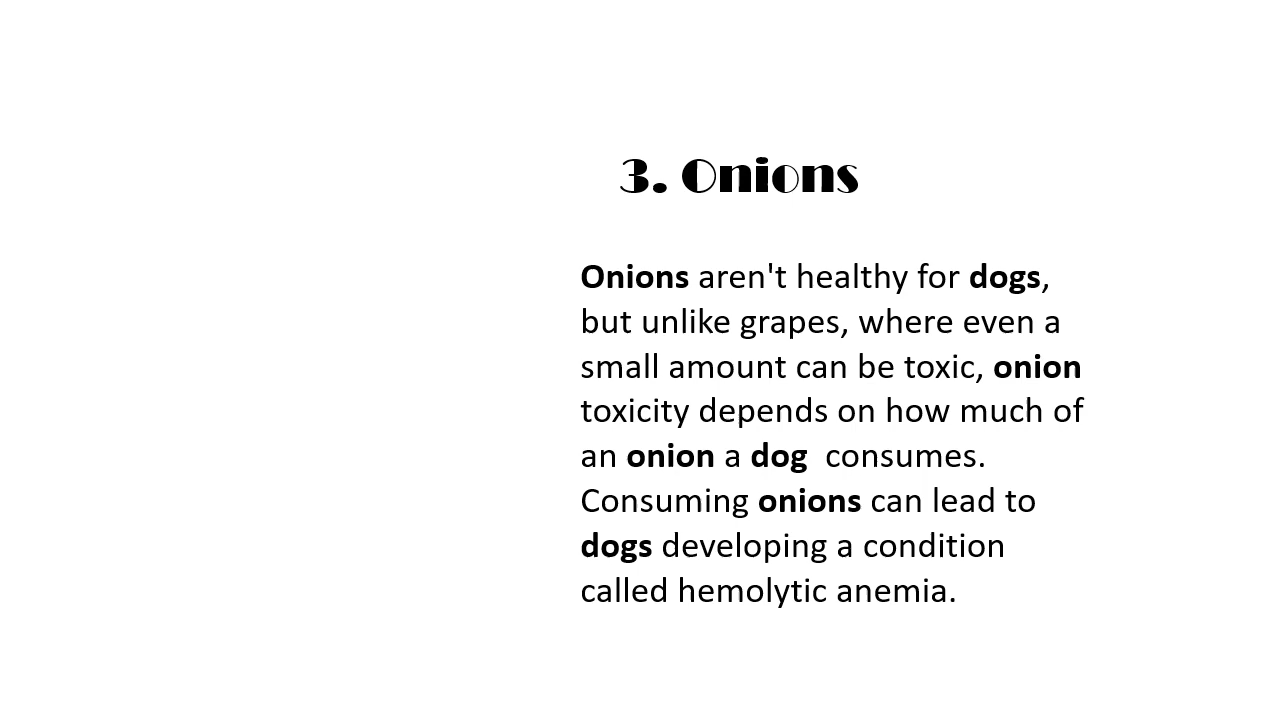 3. Onions
Onions aren't healthy for dogs,
but unlike grapes, where even a
small amount can be toxic, onion
toxicity depends on how much of
an onion a dog  consumes.
Consuming onions can lead to
dogs developing a condition
called hemolytic anemia.